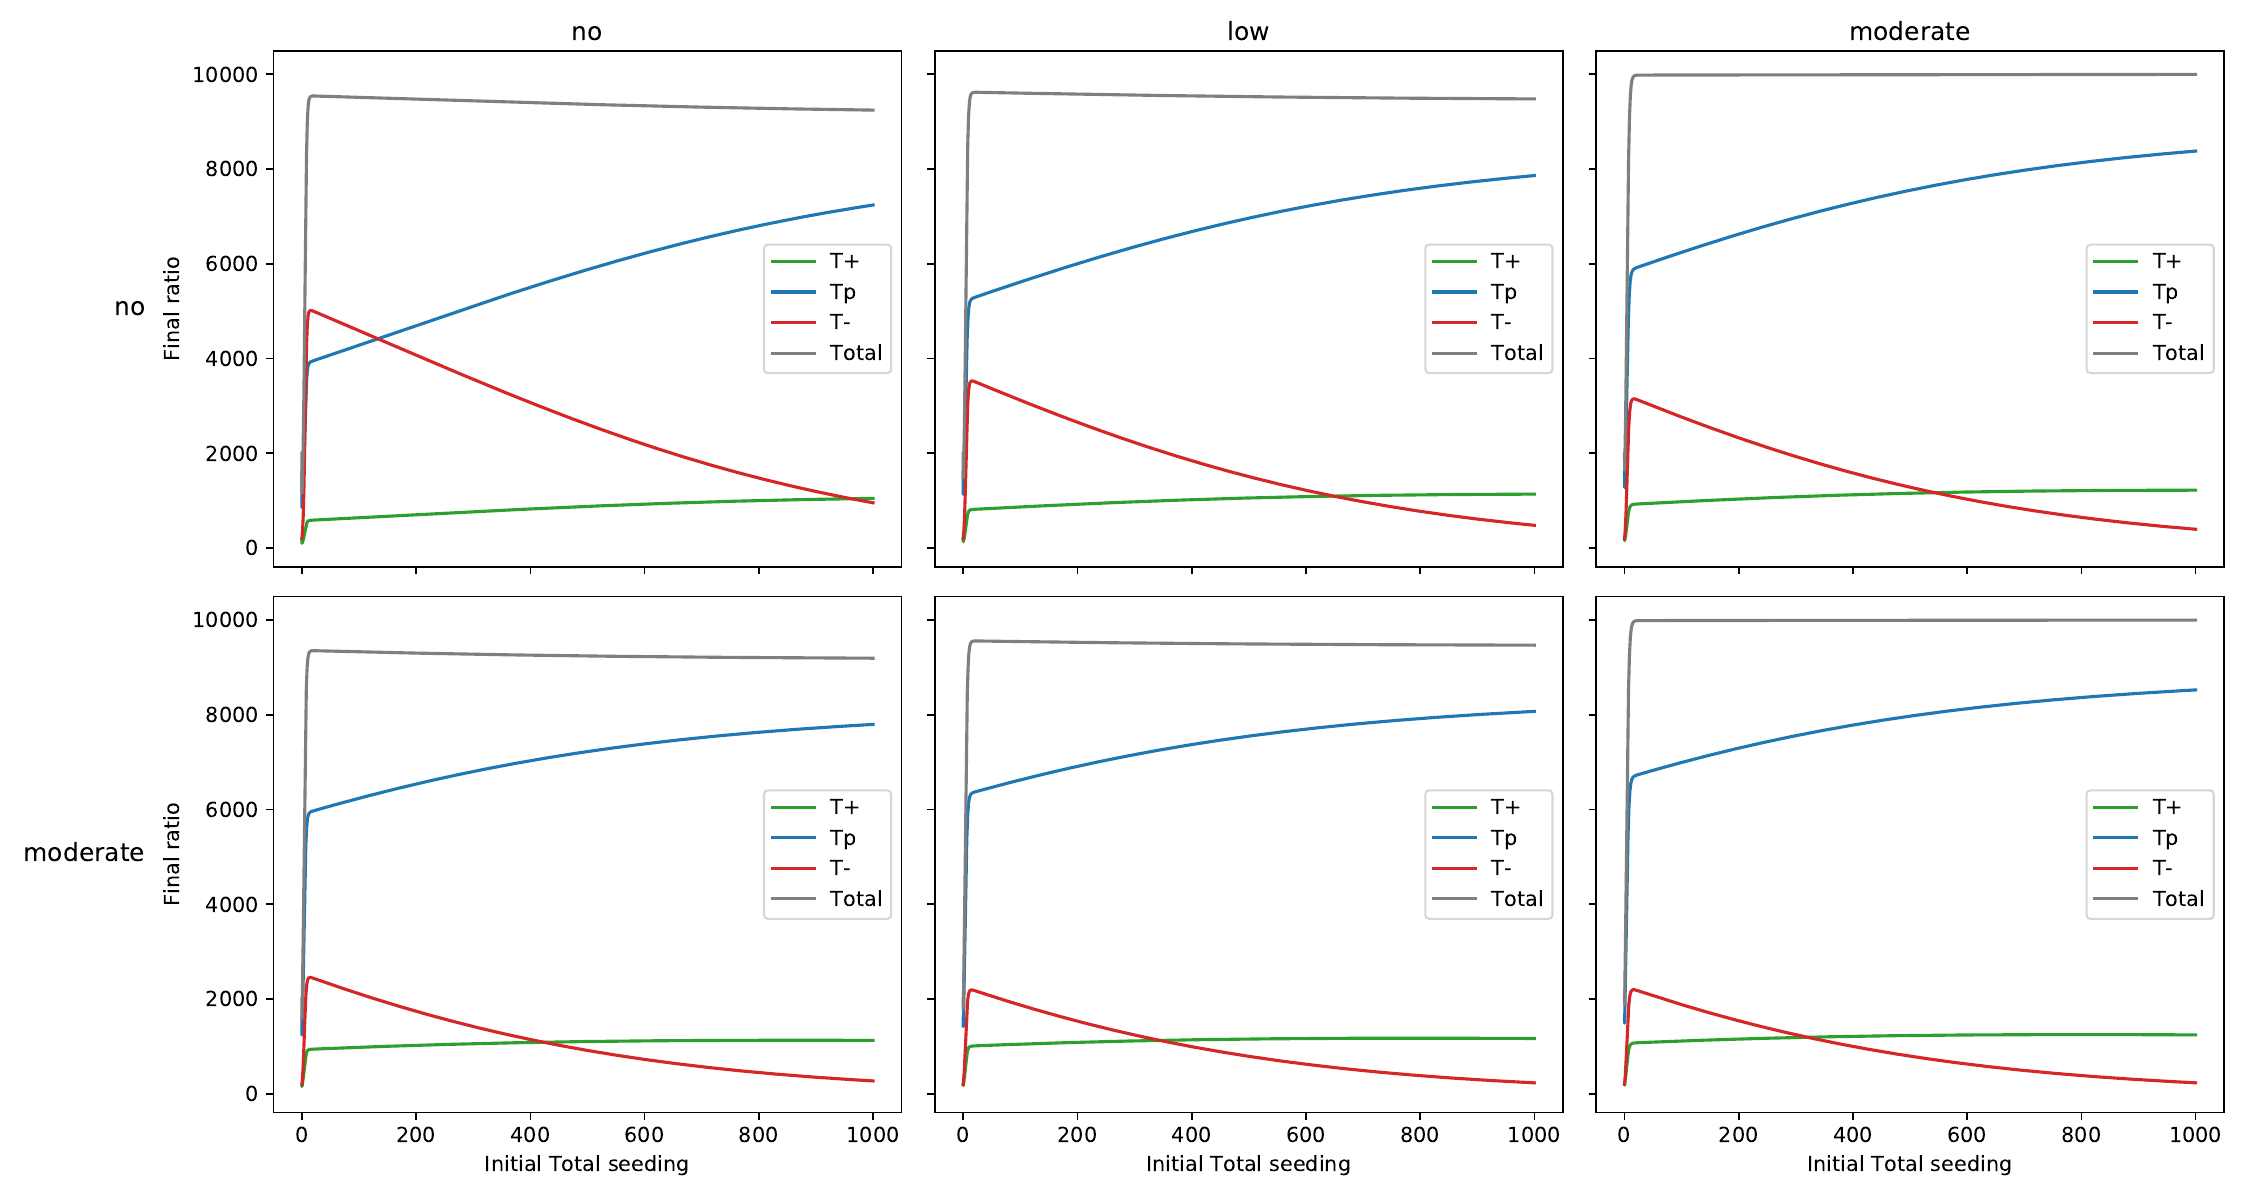 no low moderate
no
Final ratio
10000
8000
6000
4000
2000
0
T+
Tp
T-
Total
T+
Tp
T-
Total
T+
Tp
T-
Total
moderate
Final ratio
10000
8000
6000
4000
2000
0
T+
Tp
T-
Total
T+
Tp
T-
Total
T+
Tp
T-
Total
0 200 400 600 800 1000
0 200 400 600 800 1000
0 200 400 600 800 1000
Initial Total seeding
Initial Total seeding
Initial Total seeding